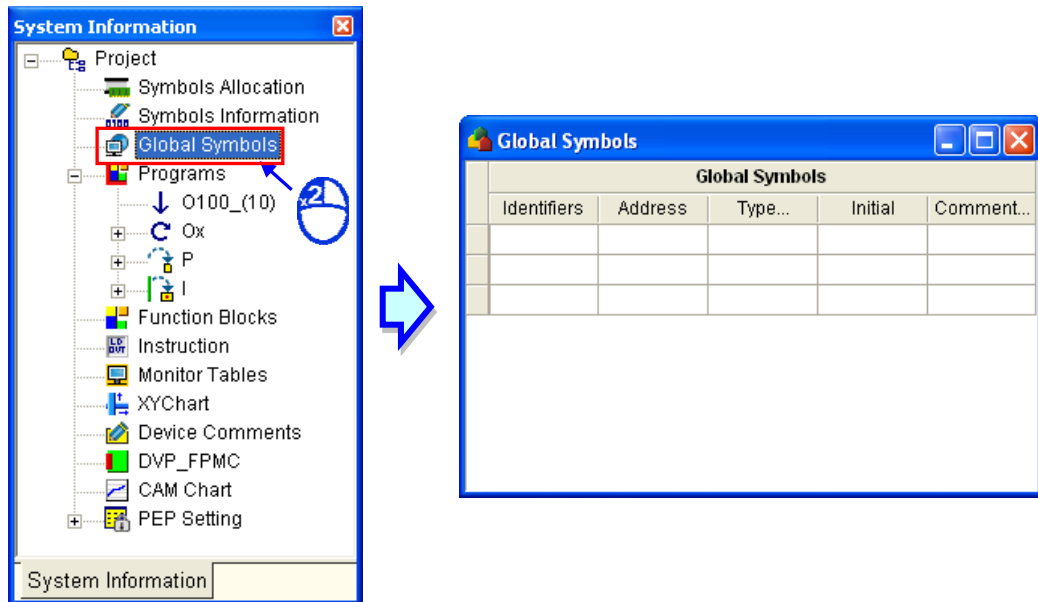 System Information
Project
Symbols Allocation
Symbols Information
Global Symbols
Programs
O100_(10)
Ox
P
I
Function Blocks
Instruction
Monitor Tables
XYChart
Device Comments
DVP_FPMC
CAM Chart
PEP Setting
System Information
x2
Global Symbols
Global Symbols
Identifiers Address Type... Initial Comment...